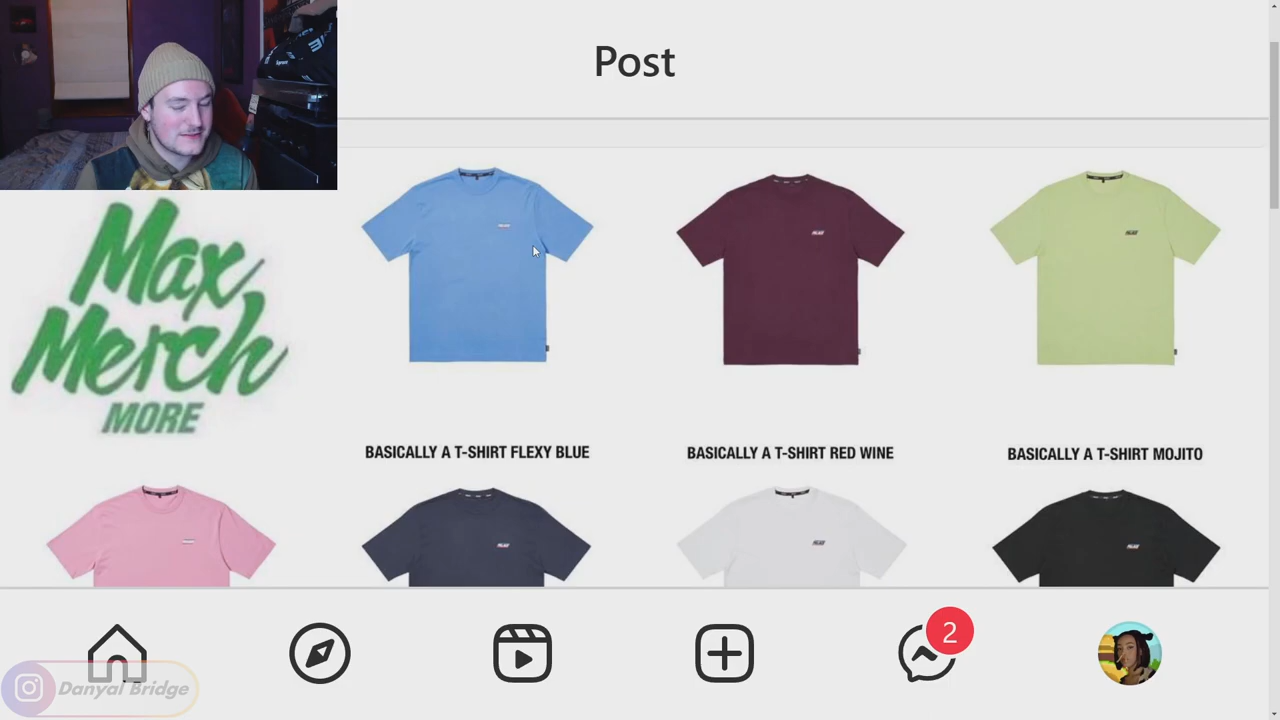 Post
Max
Merch
MORE
BASICALLY A T-SHIRT FLEXY BLUE
BASICALLY A T-SHIRT RED WINE
BASICALLY A T-SHIRT MOJITO
2
Danyal Bridge